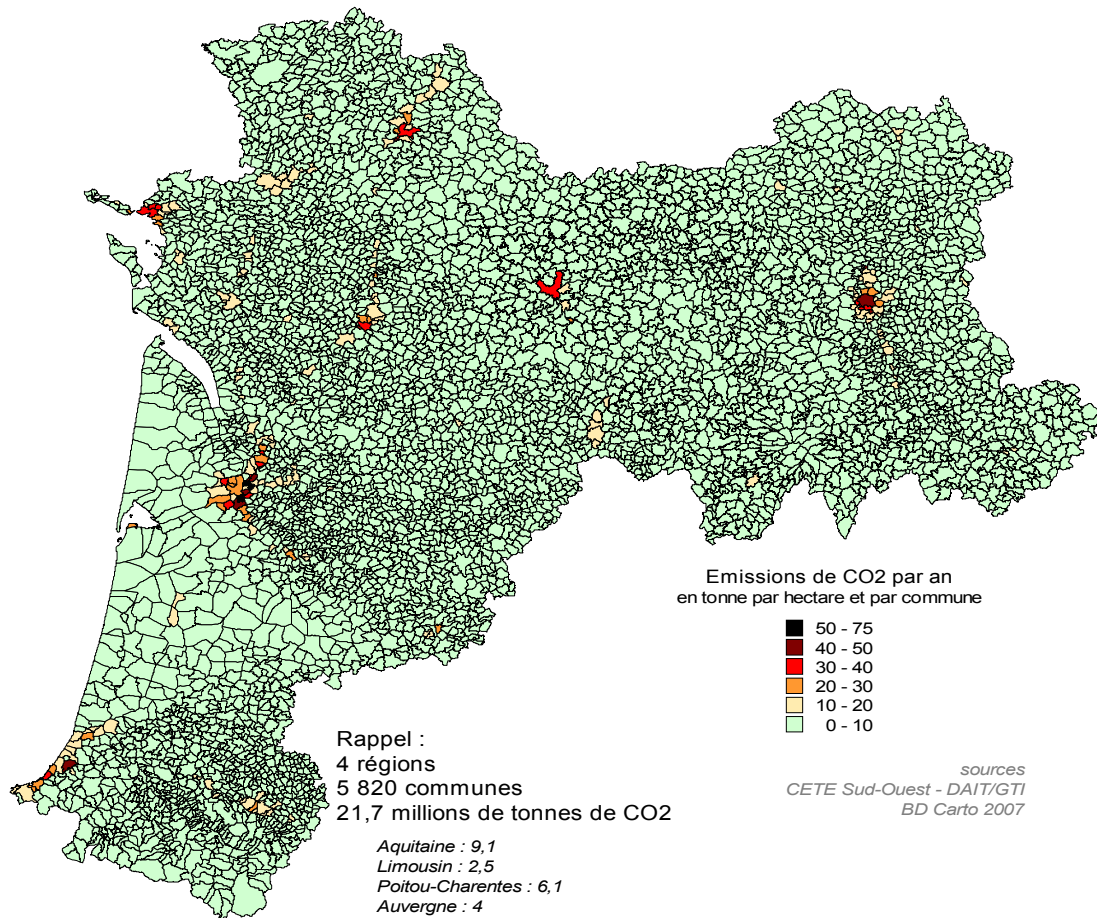 Emissions de CO2 par an
en tonne par hectare et par commune
50 - 75
40 - 50
30 - 40
20 - 30
10 - 20
0 - 10
Rappel :
4 régions
5 820 communes
21,7 millions de tonnes de CO2
Aquitaine : 9,1
Limousin : 2,5
Poitou-Charentes : 6,1
Auvergne : 4
sources
CETE Sud-Ouest - DAIT/GTI
BD Carto 2007